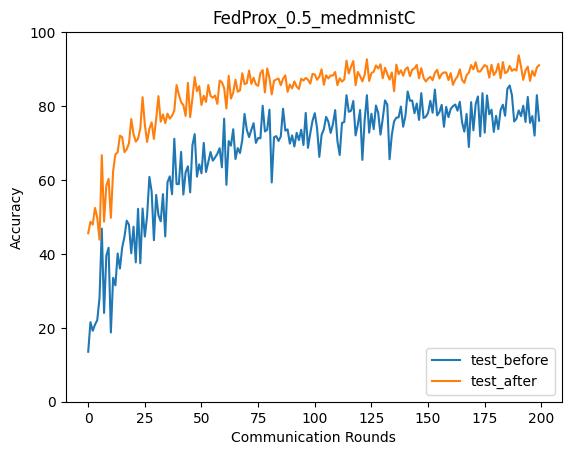 FedProx_0.5_medmnistC
100
80
60
40
20
0
Accuracy
0 25 50 75 100 125 150 175 200
Communication Rounds
test_before
test_after